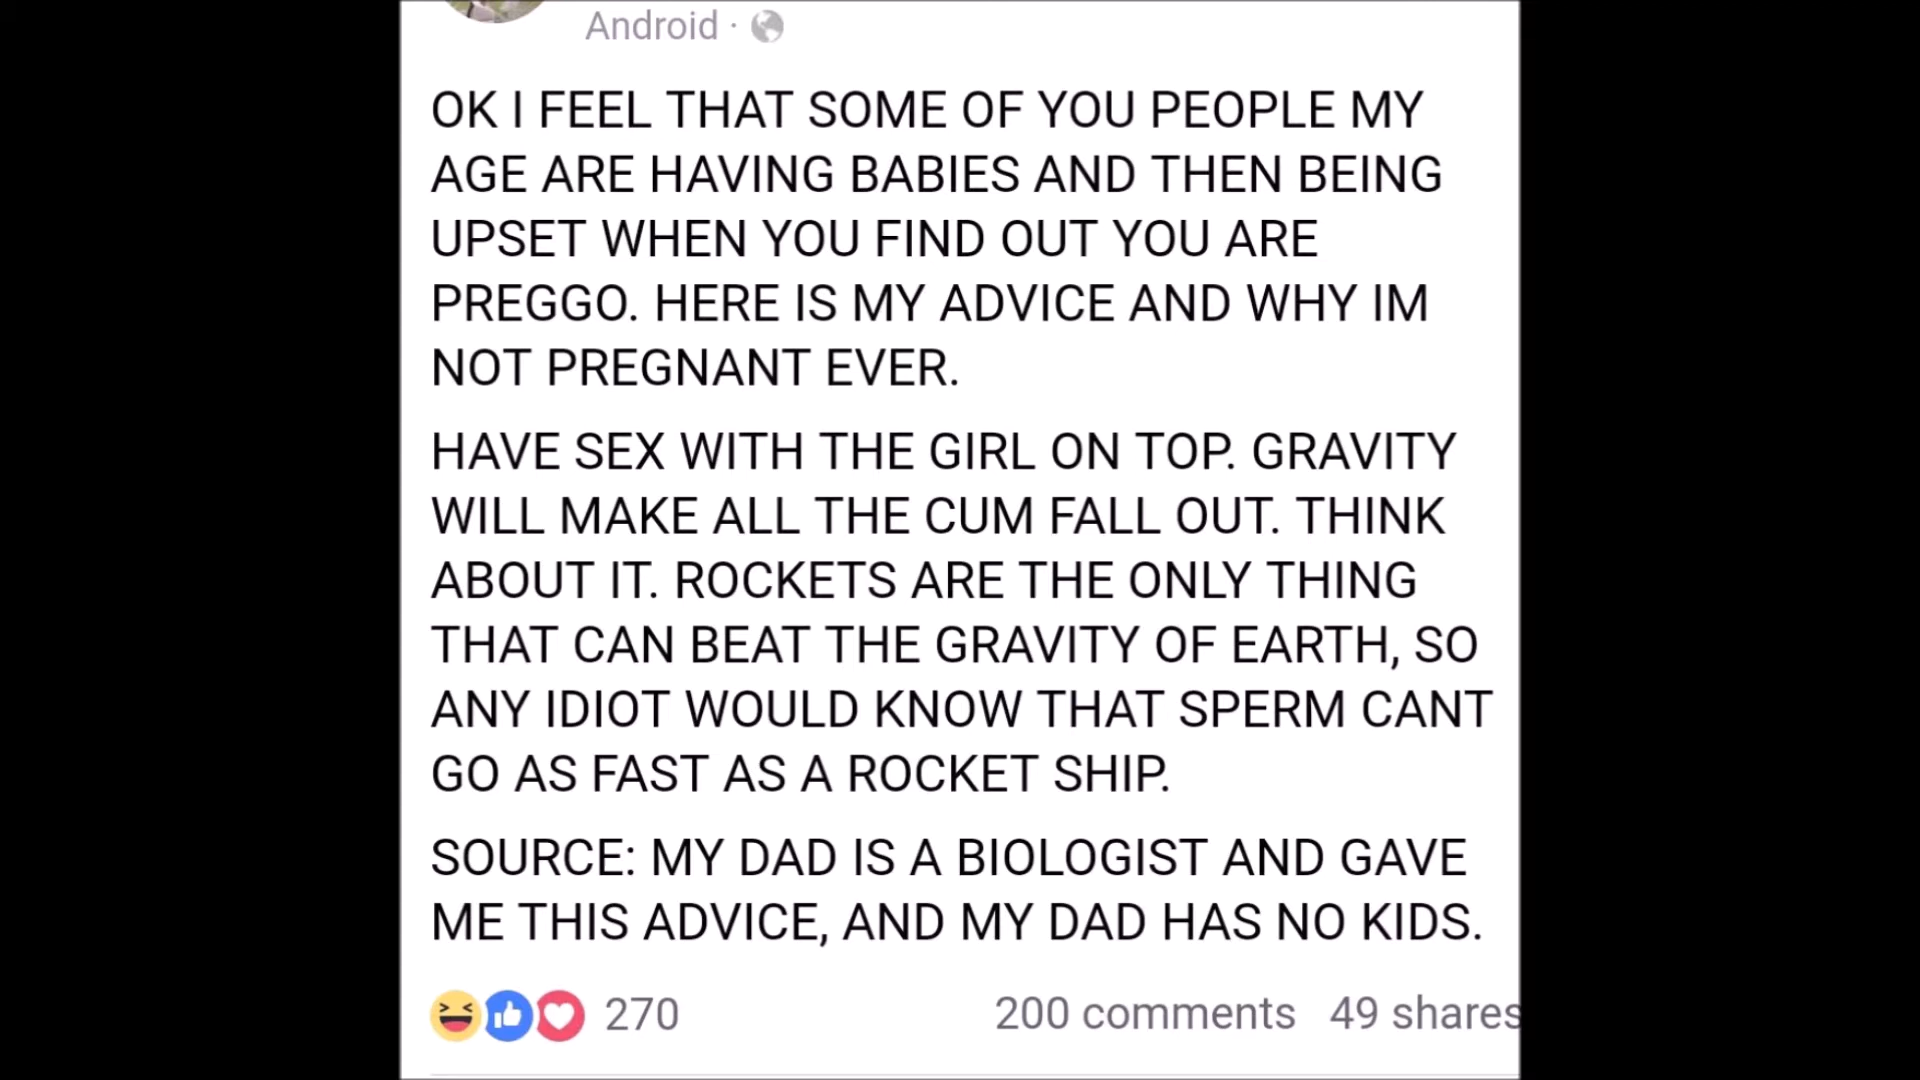 Android ·
OK I FEEL THAT SOME OF YOU PEOPLE MY
AGE ARE HAVING BABIES AND THEN BEING
UPSET WHEN YOU FIND OUT YOU ARE
PREGGO. HERE IS MY ADVICE AND WHY IM
NOT PREGNANT EVER.
HAVE SEX WITH THE GIRL ON TOP. GRAVITY
WILL MAKE ALL THE CUM FALL OUT. THINK
ABOUT IT. ROCKETS ARE THE ONLY THING
THAT CAN BEAT THE GRAVITY OF EARTH, SO
ANY IDIOT WOULD KNOW THAT SPERM CANT
GO AS FAST AS A ROCKET SHIP.
SOURCE: MY DAD IS A BIOLOGIST AND GAVE
ME THIS ADVICE, AND MY DAD HAS NO KIDS.
270 200 comments 49 shares